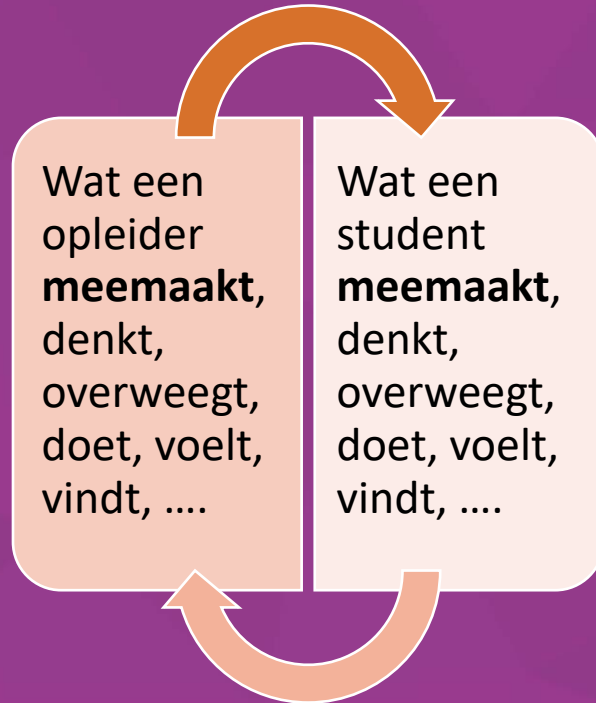 Wat een
opleider
meemaakt,
denkt,
overweegt,
doet, voelt,
vindt, ....
Wat een
student
meemaakt,
denkt,
overweegt,
doet, voelt,
vindt, ....